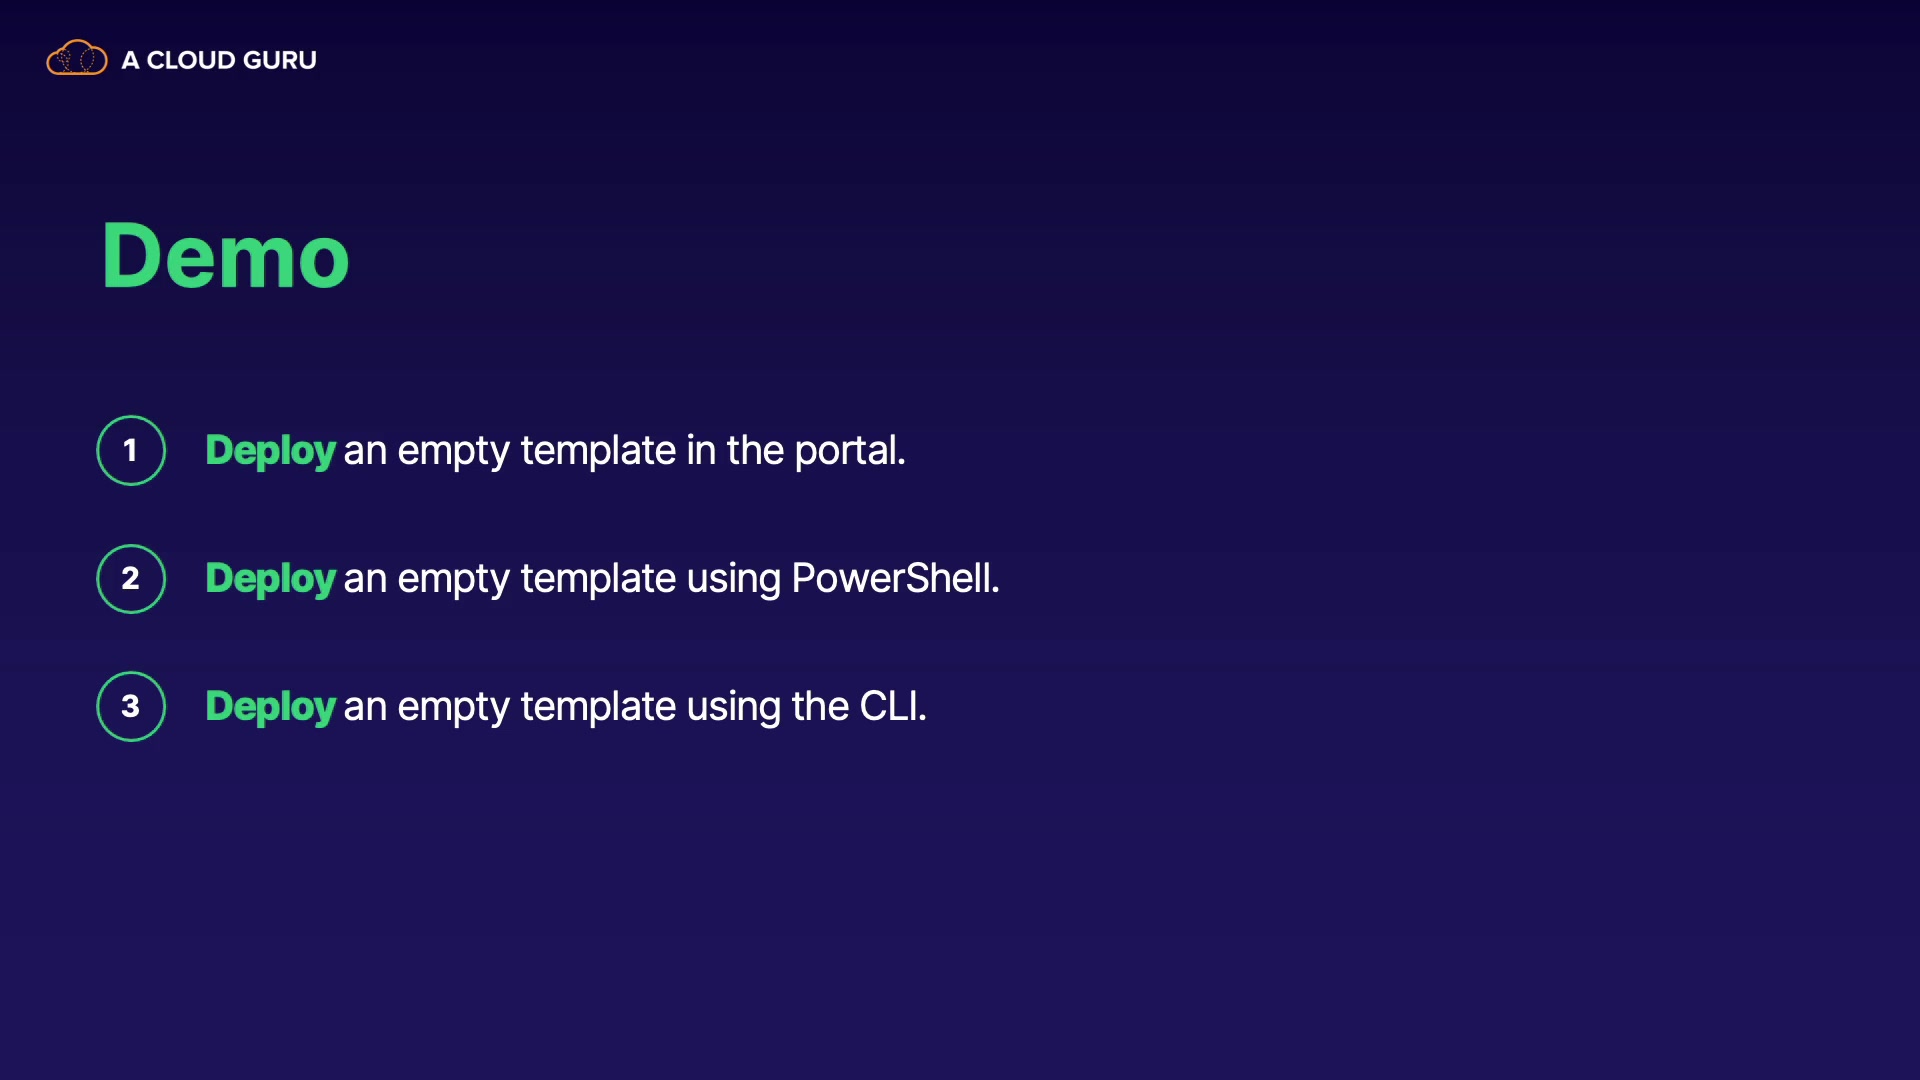 A CLOUD GURU
Demo
1 Deploy an empty template in the portal.
2 Deploy an empty template using PowerShell.
3 Deploy an empty template using the CLI.